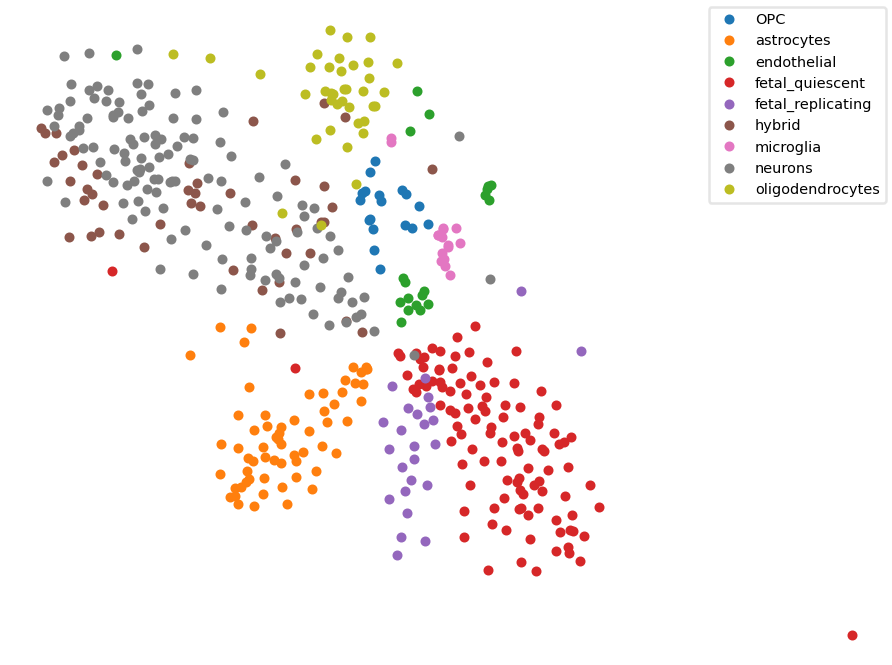 OPC
astrocytes
endothelial
fetal_quiescent
fetal_replicating
hybrid
microglia
neurons
oligodendrocytes